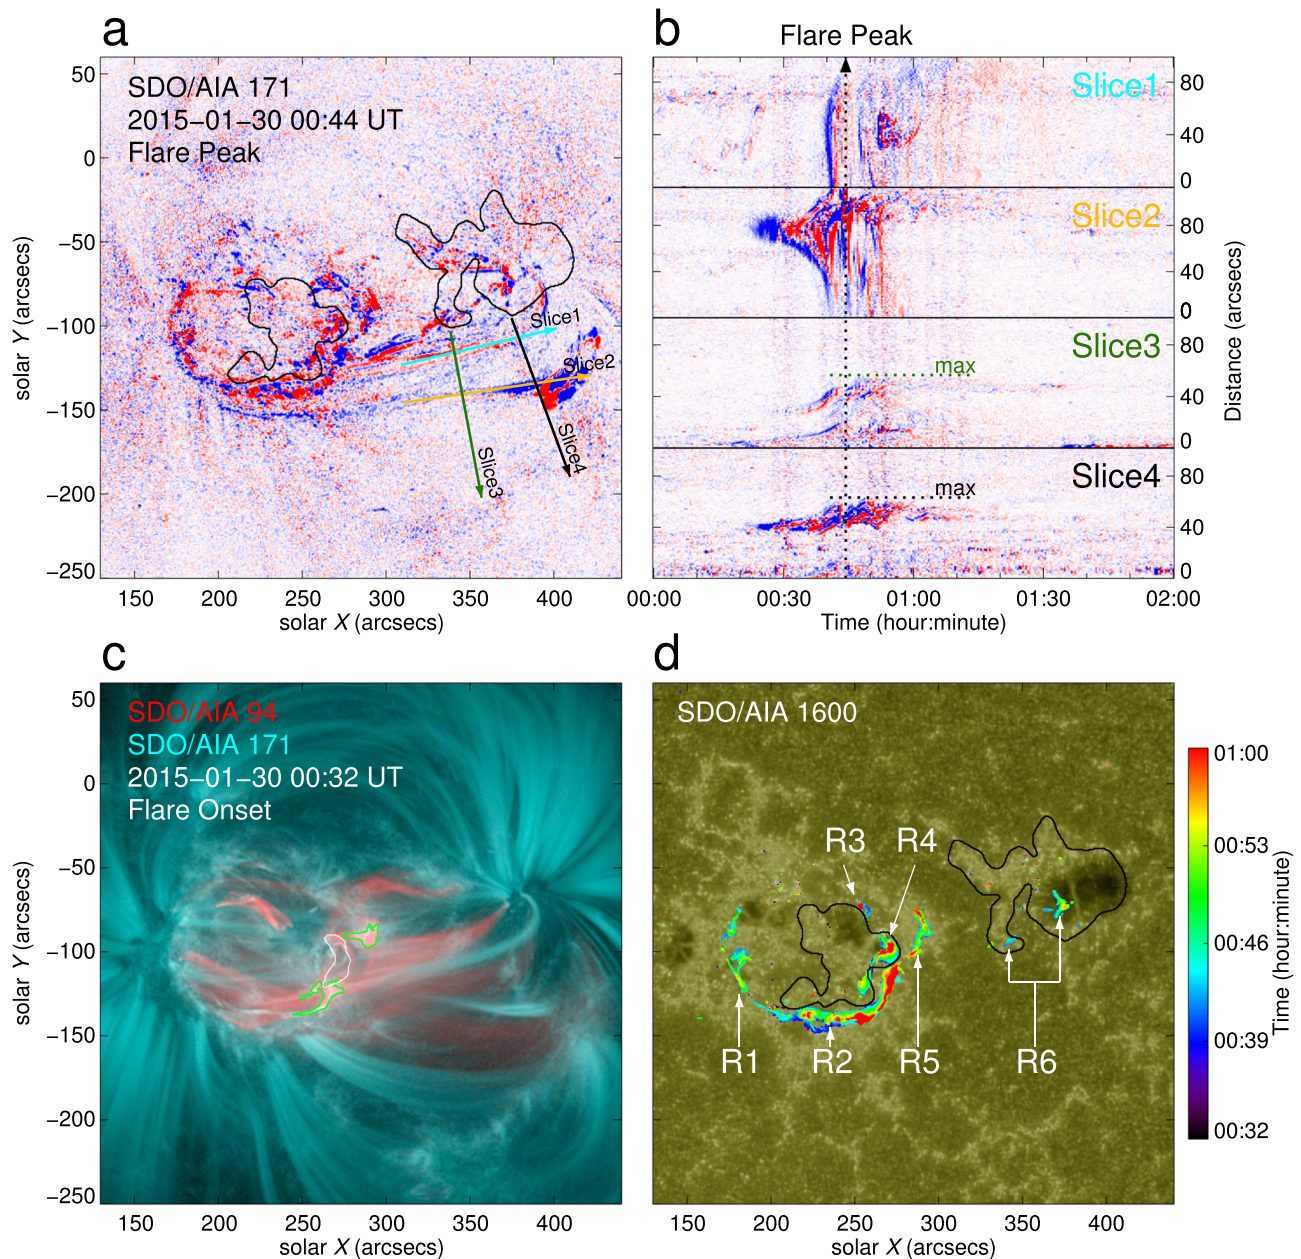 a
SDO/AIA 171
2015−01−30 00:44 UT
Flare Peak
Slice1
Slice2
Slice3
Slice4
50
0
−50
−100
−150
−200
−250
solar Y (arcsecs)
150
200
250
300
350
400
solar X (arcsecs)
b
Flare Peak
Slice1
80
40
0
Slice2
80
40
0
Slice3
max
80
40
0
Slice4
max
80
40
0
Distance (arcsecs)
00:00
00:30
01:00
01:30
02:00
Time (hour:minute)
c
SDO/AIA 94
SDO/AIA 171
2015−01−30 00:32 UT
Flare Onset
50
0
−50
−100
−150
−200
−250
solar Y (arcsecs)
150
200
250
300
350
400
solar X (arcsecs)
d
SDO/AIA 1600
R3
R4
R1
R2
R5
R6
150
200
250
300
350
400
solar X (arcsecs)
01:00
00:53
00:46
00:39
00:32
Time (hour:minute)